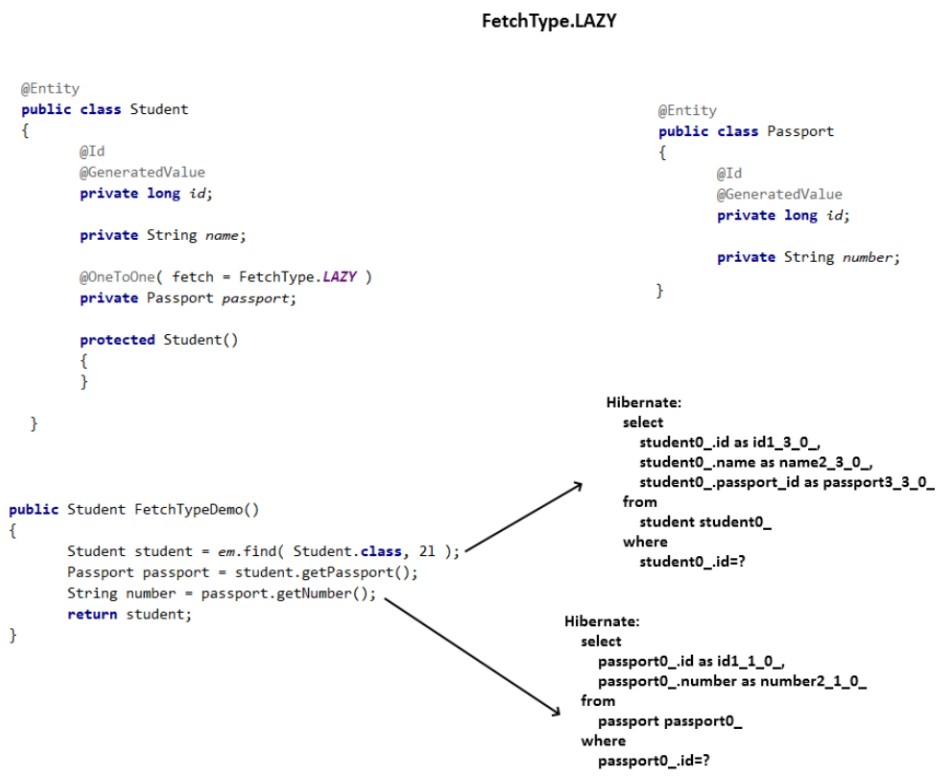 FetchType.LAZY
@Entity
public class Student
{
@Id
@GeneratedValue
private long id;
private String name;
@OneToOne( fetch = FetchType.LAZY )
private Passport passport;
protected Student()
{
}
}
@Entity
public class Passport
{
@Id
@GeneratedValue
private long id;
private String number;
}
public Student FetchTypeDemo()
{
Student student = em.find( Student.class, 2l );
Passport passport = student.getPassport();
String number = passport.getNumber();
return student;
}
Hibernate:
select
student0_.id as id1_3_0_,
student0_.name as name2_3_0_,
student0_.passport_id as passport3_3_0_
from
student student0_
where
student0_.id=?
Hibernate:
select
passport0_.id as id1_1_0_,
passport0_.number as number2_1_0_
from
passport passport0_
where
passport0_.id=?